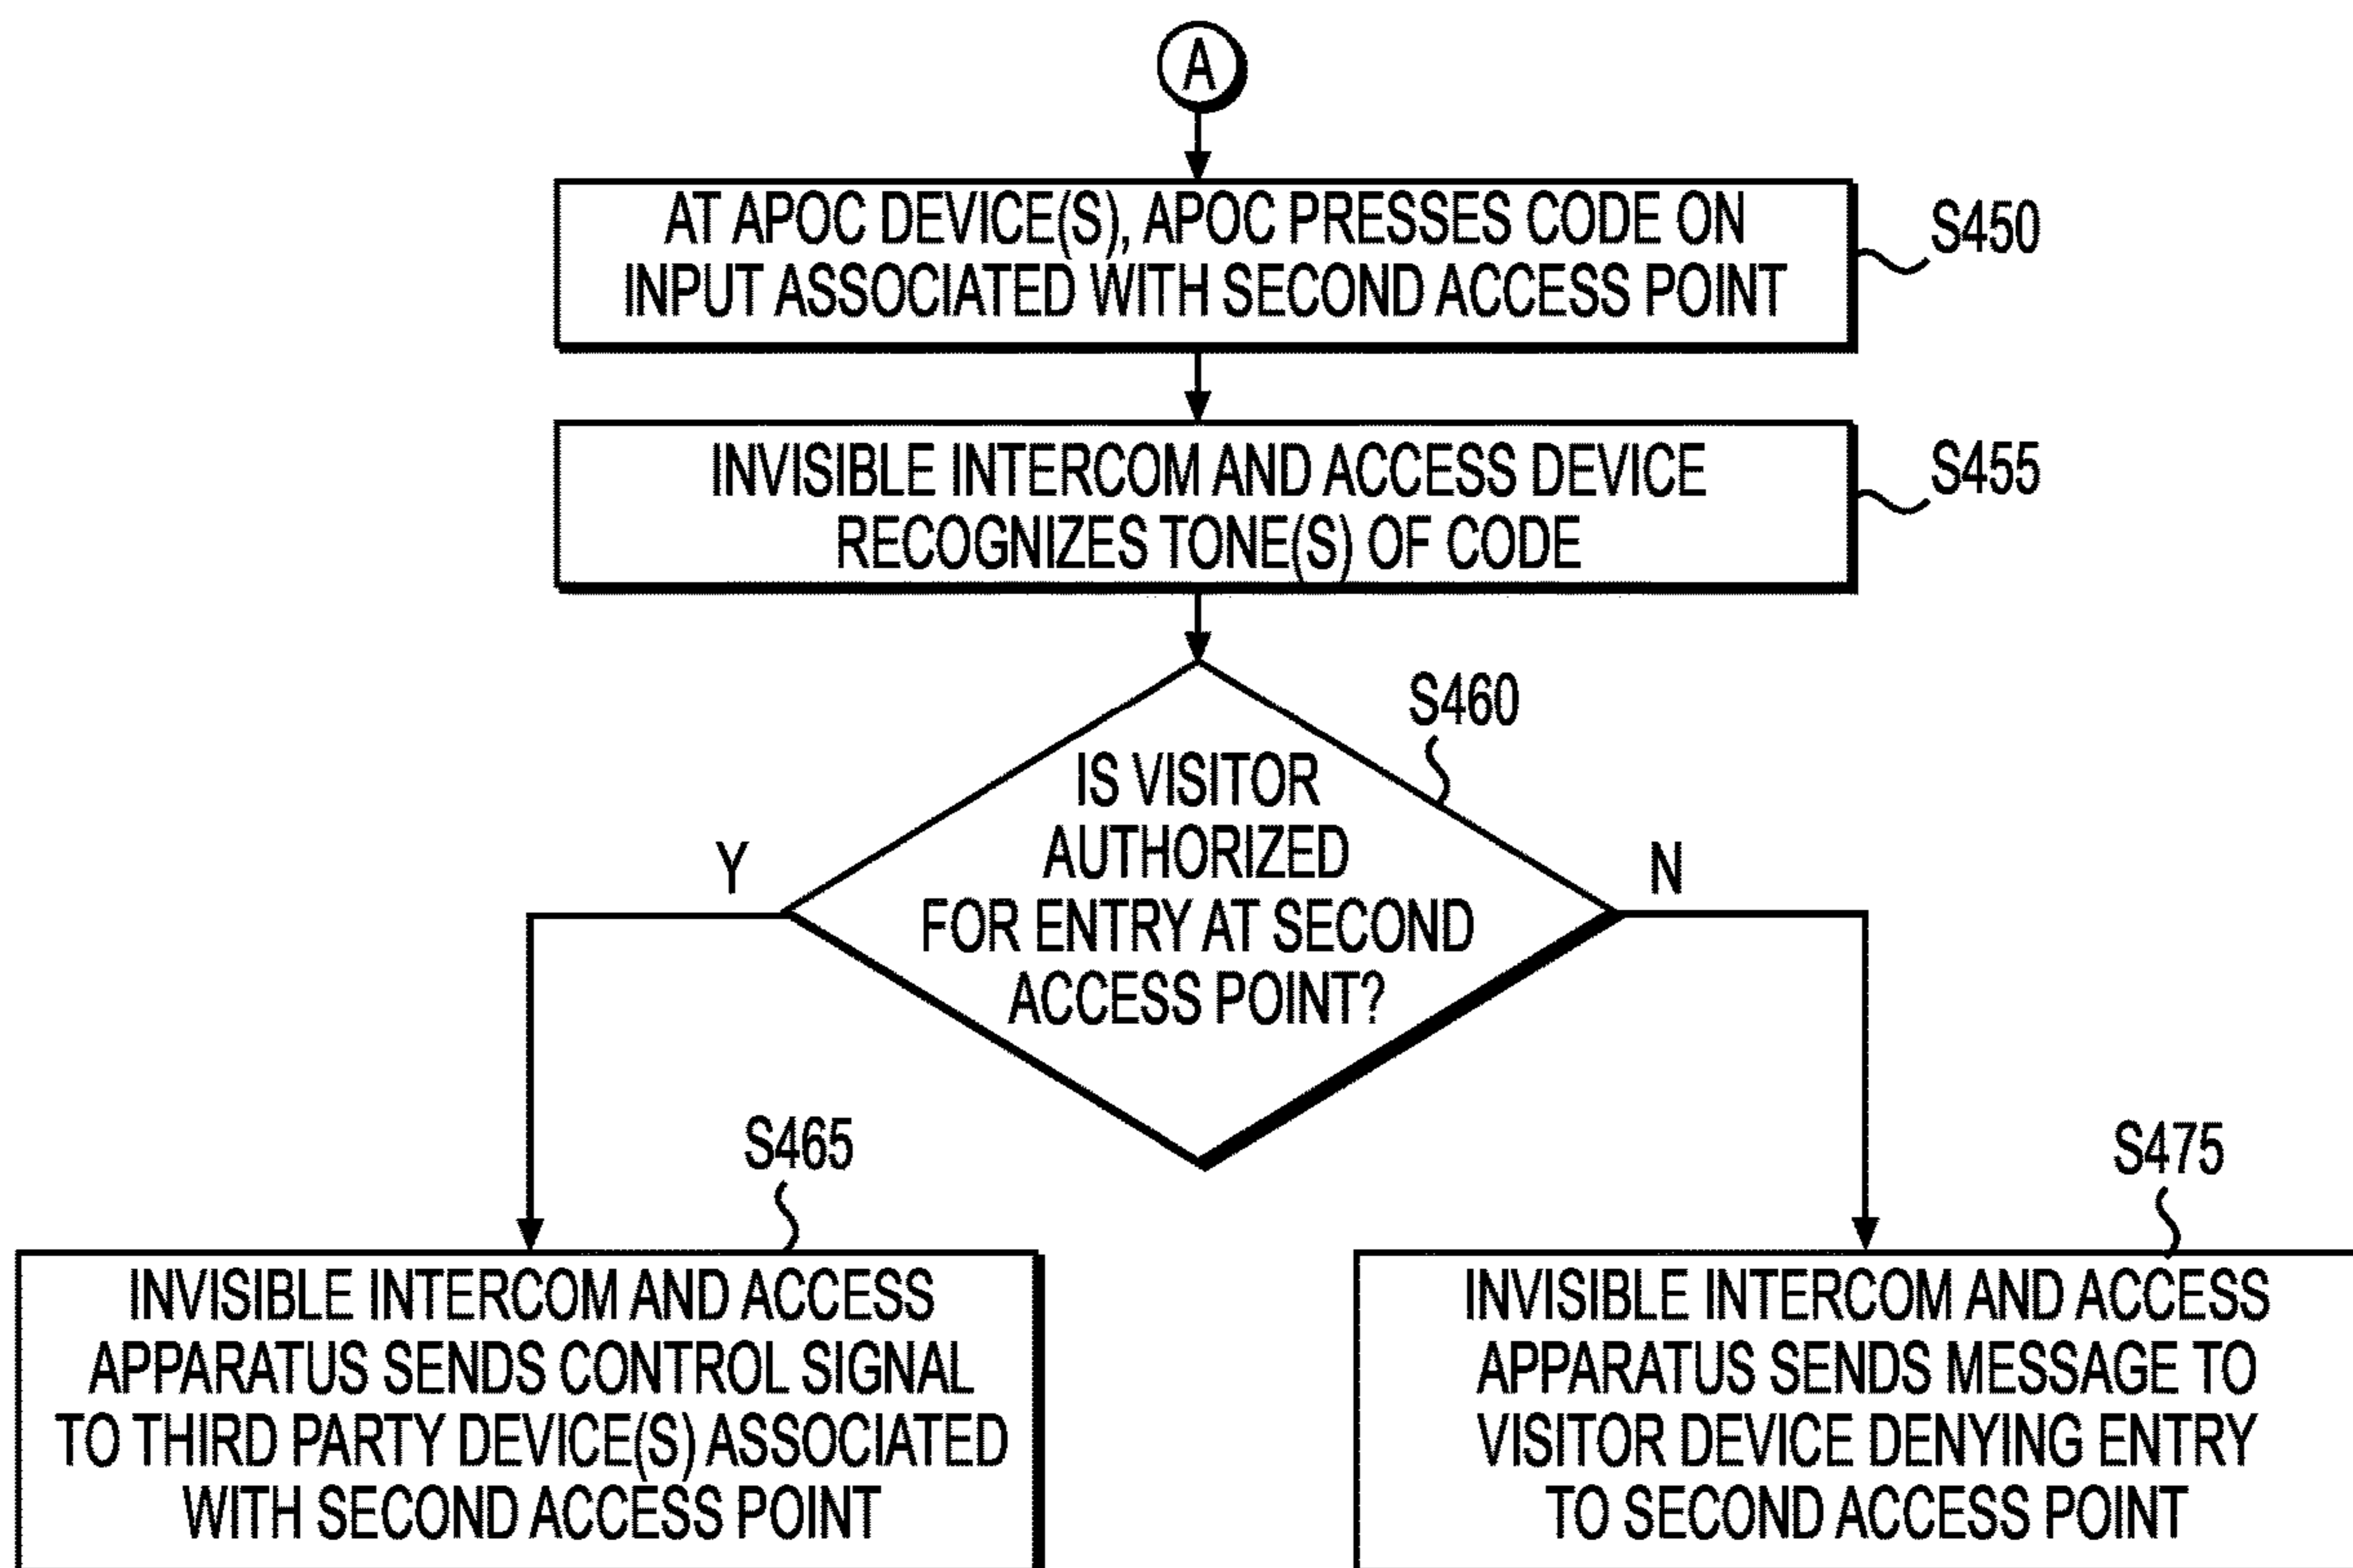 A
AT APOC DEVICE(S), APOC PRESSES CODE ON
INPUT ASSOCIATED WITH SECOND ACCESS POINT
S450
INVISIBLE INTERCOM AND ACCESS DEVICE
RECOGNIZES TONE(S) OF CODE
S455
S460
IS VISITOR
AUTHORIZED
FOR ENTRY AT SECOND
ACCESS POINT?
Y
N
S465
INVISIBLE INTERCOM AND ACCESS
APPARATUS SENDS CONTROL SIGNAL
TO THIRD PARTY DEVICE(S) ASSOCIATED
WITH SECOND ACCESS POINT
S475
INVISIBLE INTERCOM AND ACCESS
APPARATUS SENDS MESSAGE TO
VISITOR DEVICE DENYING ENTRY
TO SECOND ACCESS POINT